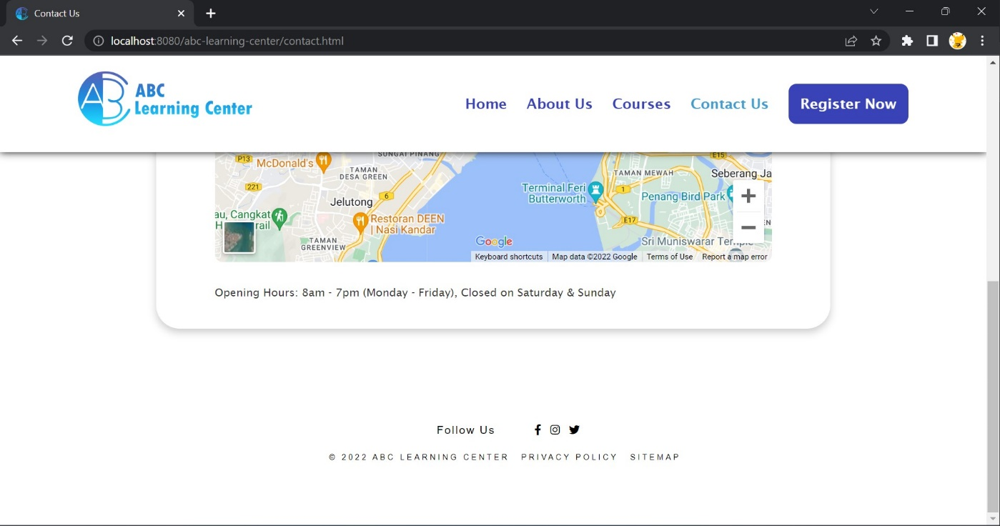 Contact Us
localhost:8080/abc-learning-center/contact.html
AB ABC
Learning Center
Home About Us Courses Contact Us Register Now
SUNGAI PINANG
P13
McDonald's
TAMAN
DESA GREEN
221
Jelutong
6
Restoran DEEN
| Nasi Kandar
au, Cangkat
H rail
TAMAN
GREENVIEW
E15
TAMAN MEWAH
Seberang Ja
Terminal Feri
Butterworth
1
Penang Bird Park
E17
EN
Sri Muniswarar Temple
+
−
Google
Keyboard shortcuts Map data ©2022 Google Terms of Use Report a map error
Opening Hours: 8am - 7pm (Monday - Friday), Closed on Saturday & Sunday
Follow Us
© 2022 ABC LEARNING CENTER PRIVACY POLICY SITEMAP